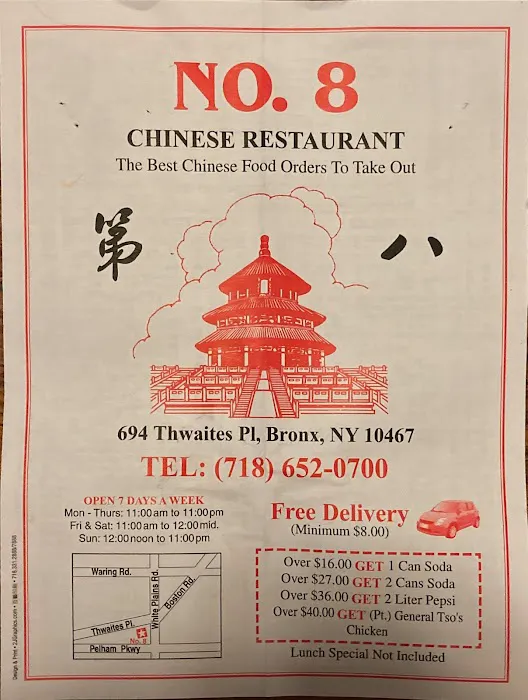 NO. 8
CHINESE RESTAURANT
The Best Chinese Food Orders To Take Out
第 八
694 Thwaites Pl, Bronx, NY 10467
TEL: (718) 652-0700
OPEN 7 DAYS A WEEK
Mon - Thurs: 11:00am to 11:00pm
Fri & Sat: 11:00am to 12:00mid.
Sun: 12:00noon to 11:00pm
Free Delivery
(Minimum $8.00)
Waring Rd.
White Plains Rd.
Boston Rd.
Thwaites Pl.
No. 8
Pelham Pkwy
Over $16.00 GET 1 Can Soda
Over $27.00 GET 2 Cans Soda
Over $36.00 GET 2 Liter Pepsi
Over $40.00 GET (Pt.) General Tso's
Chicken
Lunch Special Not Included
Design & Print